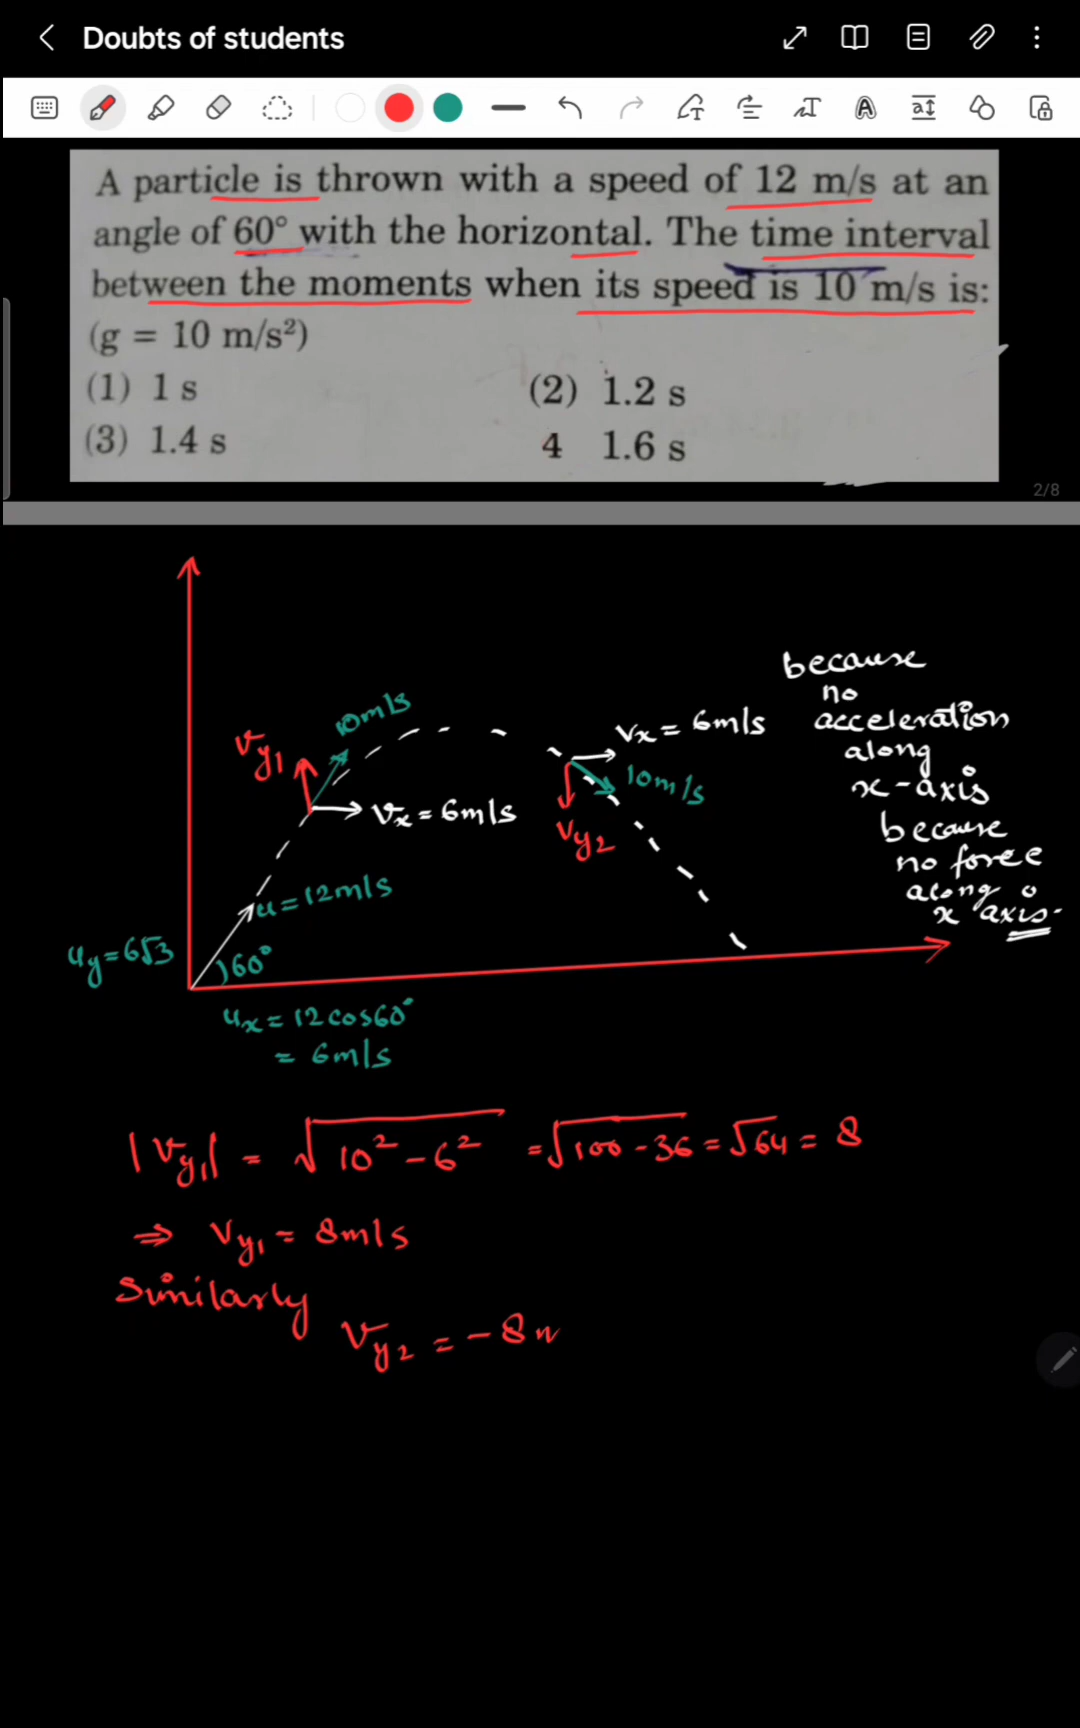 Doubts of students
A particle is thrown with a speed of 12 m/s at an
angle of 60° with the horizontal. The time interval
between the moments when its speed is 10 m/s is:
(g = 10 m/s²)
(1) 1 s
(2) 1.2 s
(3) 1.4 s
4 1.6 s
2/8
because
no
acceleration
along
x-axis
because
no force
along
x axis.
10m/s
Vy1
Vx = 6m/s
Vx = 6m/s
10m/s
Vy2
u = 12m/s
uy = 6√3
60°
ux = 12 cos60°
= 6m/s
|Vy1| = √10² - 6² = √100 - 36 = √64 = 8
⇒ Vy1 = 8m/s
Similarly
Vy2 = - 8 m